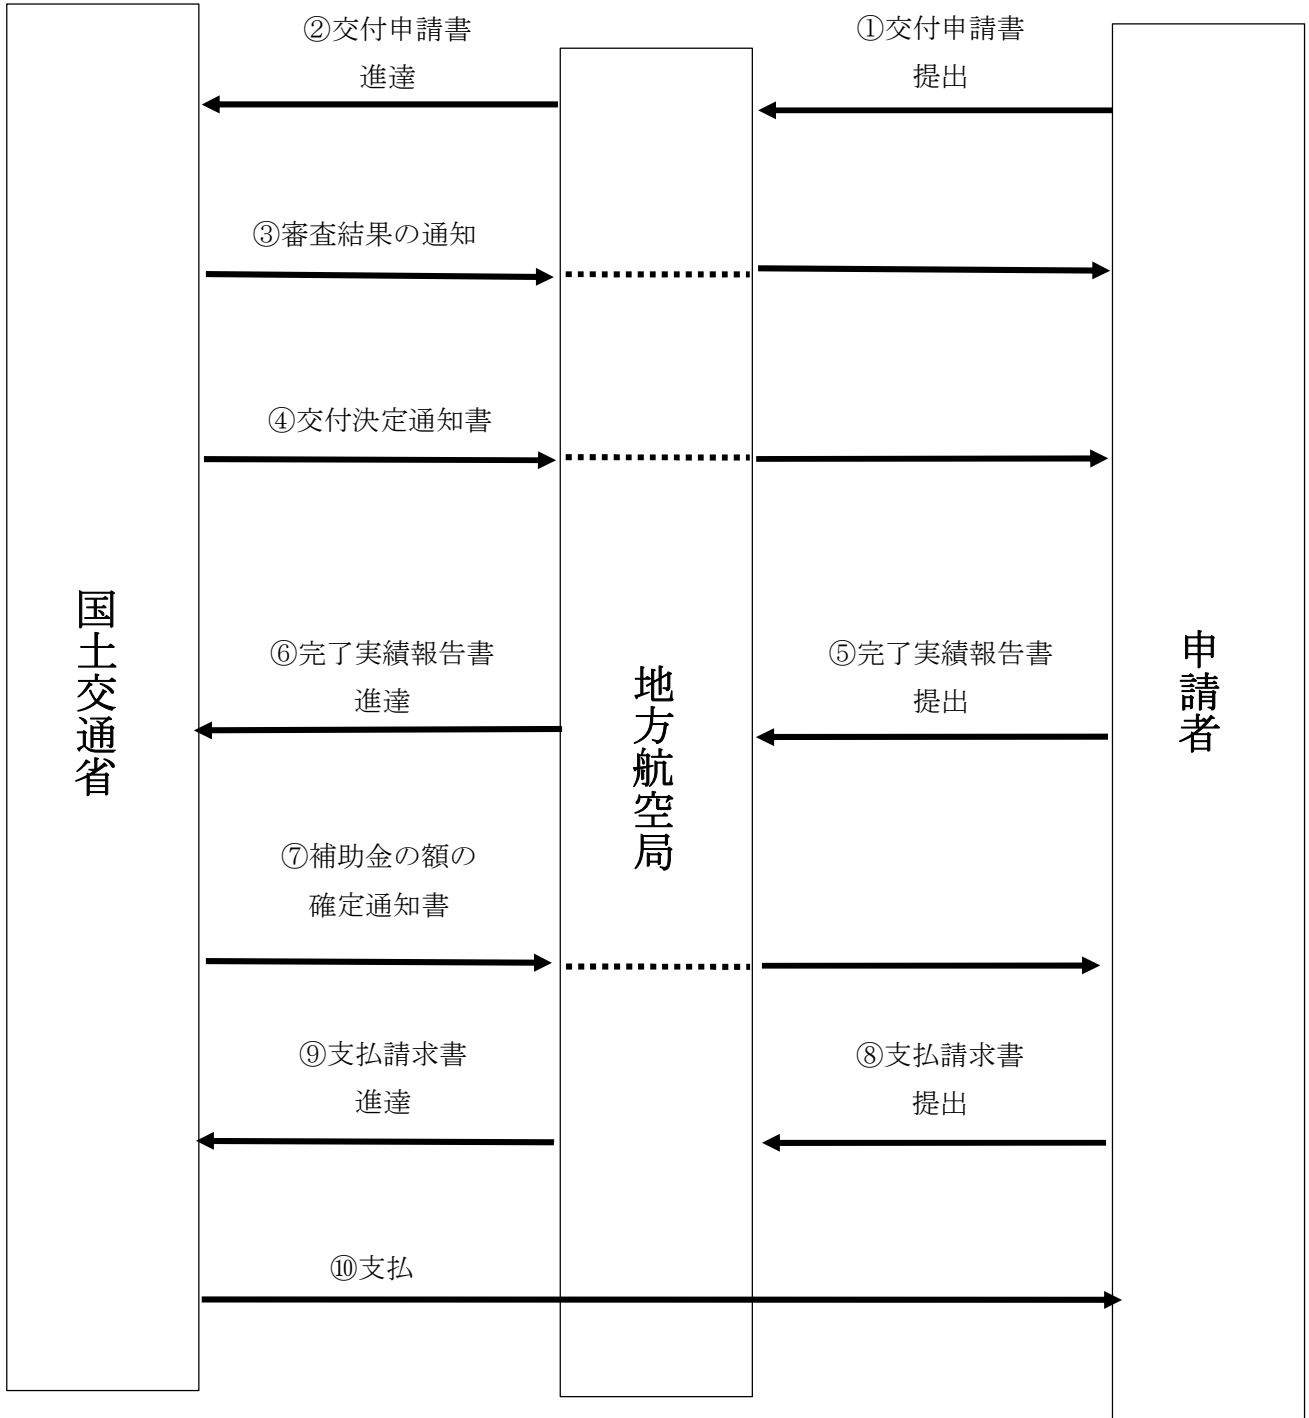 ②交付申請書
進達
①交付申請書
提出
③審査結果の通知
④交付決定通知書
国土交通省
地方航空局
申請者
⑥完了実績報告書
進達
⑤完了実績報告書
提出
⑦補助金の額の
確定通知書
⑨支払請求書
進達
⑧支払請求書
提出
⑩支払